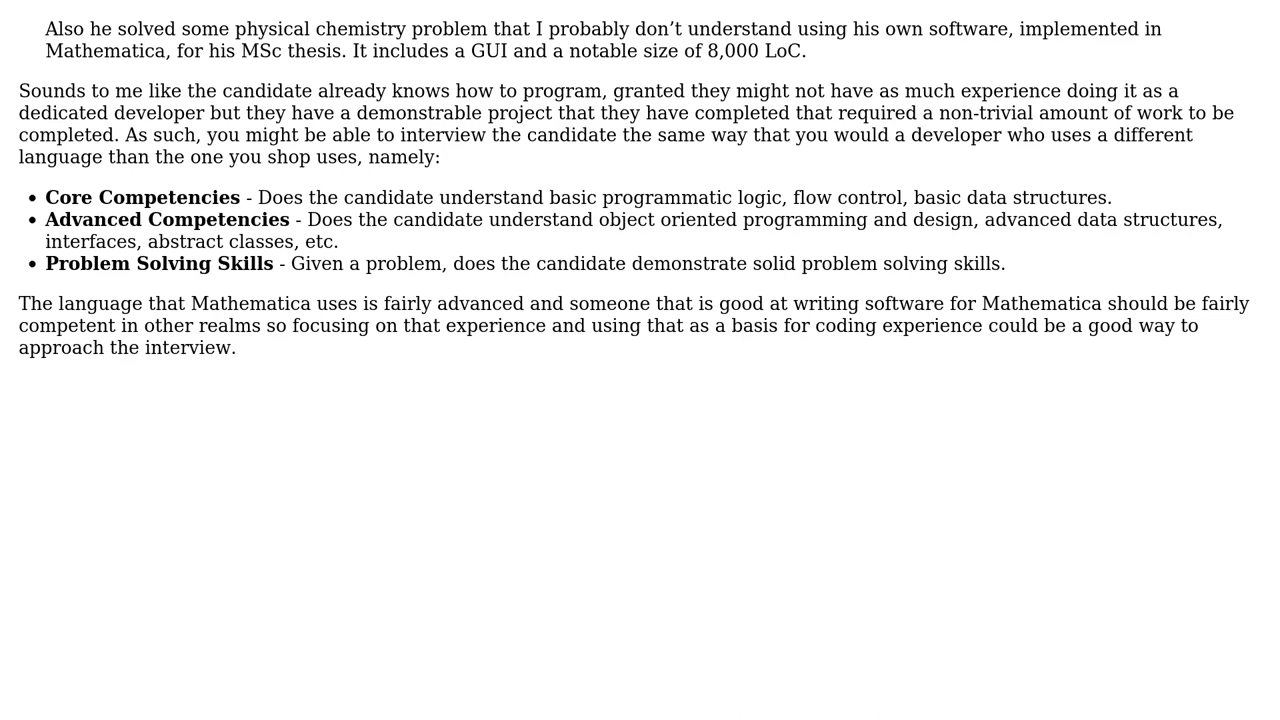 Also he solved some physical chemistry problem that I probably don’t understand using his own software, implemented in
Mathematica, for his MSc thesis. It includes a GUI and a notable size of 8,000 LoC.
Sounds to me like the candidate already knows how to program, granted they might not have as much experience doing it as a
dedicated developer but they have a demonstrable project that they have completed that required a non-trivial amount of work to be
completed. As such, you might be able to interview the candidate the same way that you would a developer who uses a different
language than the one you shop uses, namely:
• Core Competencies - Does the candidate understand basic programmatic logic, flow control, basic data structures.
• Advanced Competencies - Does the candidate understand object oriented programming and design, advanced data structures,
interfaces, abstract classes, etc.
• Problem Solving Skills - Given a problem, does the candidate demonstrate solid problem solving skills.
The language that Mathematica uses is fairly advanced and someone that is good at writing software for Mathematica should be fairly
competent in other realms so focusing on that experience and using that as a basis for coding experience could be a good way to
approach the interview.